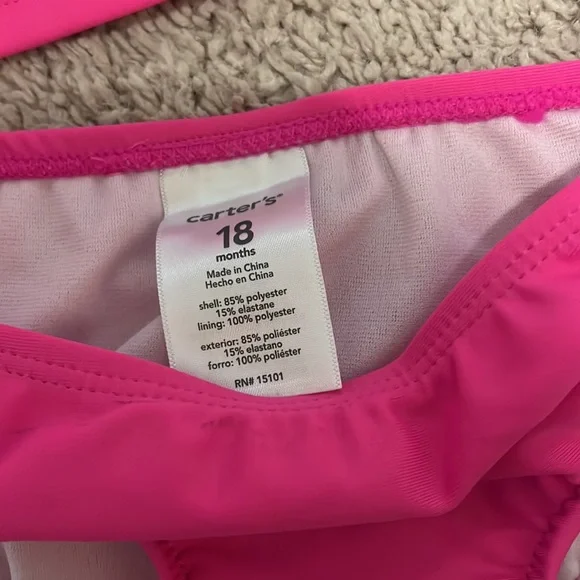 carter's
18
months
Made in China
Hecho en China
shell: 85% polyester
15% elastane
lining: 100% polyester
exterior: 85% poliéster
15% elastano
forro: 100% poliéster
RN# 15101